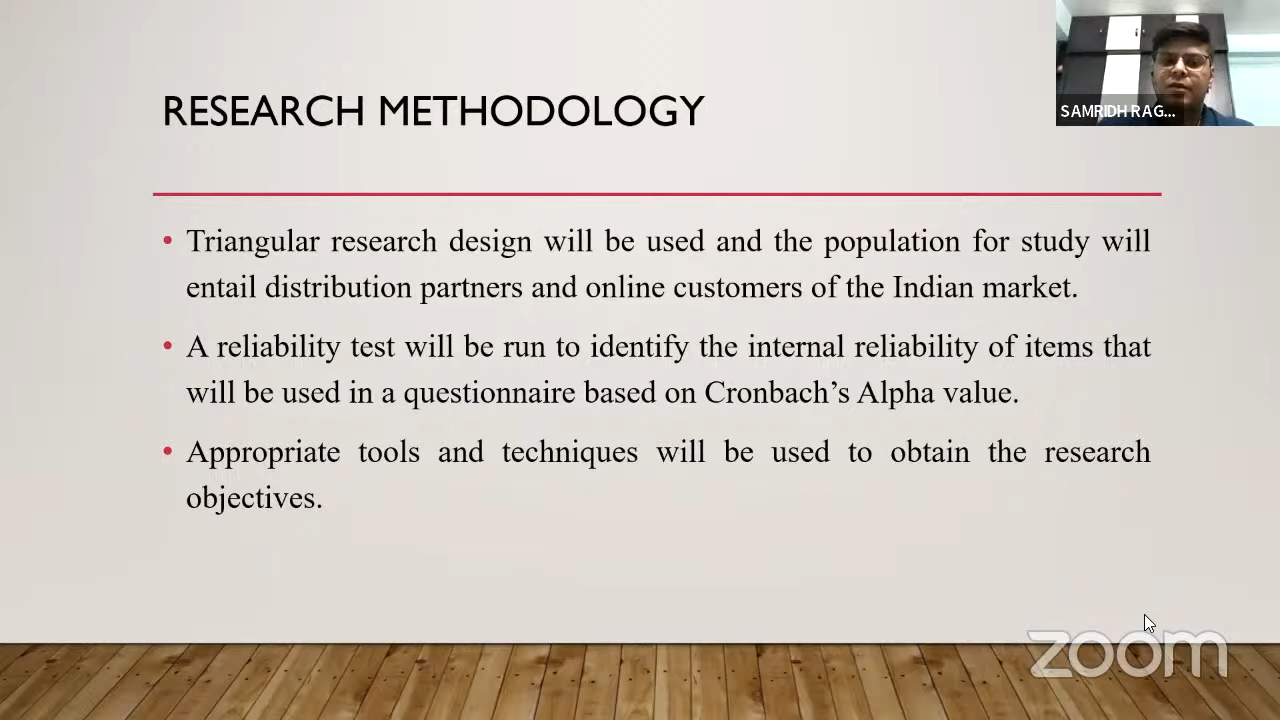 SAMRIDH RAG...
RESEARCH METHODOLOGY
• Triangular research design will be used and the population for study will
entail distribution partners and online customers of the Indian market.
• A reliability test will be run to identify the internal reliability of items that
will be used in a questionnaire based on Cronbach’s Alpha value.
• Appropriate tools and techniques will be used to obtain the research
objectives.
zoom